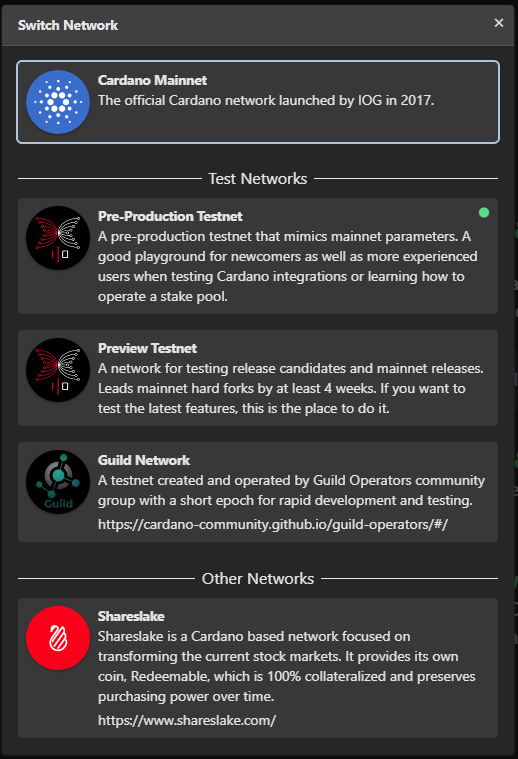 Switch Network
×
Cardano Mainnet
The official Cardano network launched by IOG in 2017.
Test Networks
Pre-Production Testnet
A pre-production testnet that mimics mainnet parameters. A
good playground for newcomers as well as more experienced
users when testing Cardano integrations or learning how to
operate a stake pool.
Preview Testnet
A network for testing release candidates and mainnet releases.
Leads mainnet hard forks by at least 4 weeks. If you want to
test the latest features, this is the place to do it.
Guild Network
A testnet created and operated by Guild Operators community
group with a short epoch for rapid development and testing.
Guild
https://cardano-community.github.io/guild-operators/#/
Other Networks
Shareslake
Shareslake is a Cardano based network focused on
transforming the current stock markets. It provides its own
coin, Redeemable, which is 100% collateralized and preserves
purchasing power over time.
https://www.shareslake.com/